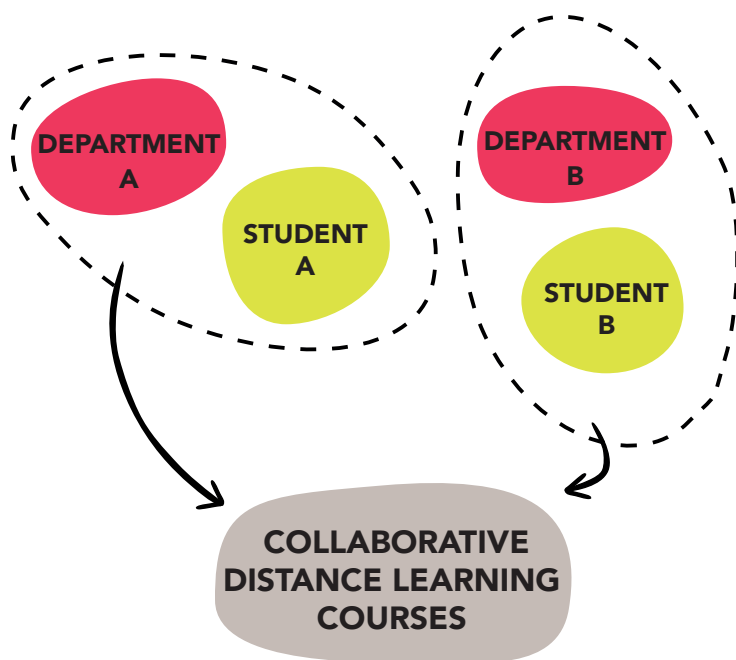 DEPARTMENT
A
STUDENT
A
DEPARTMENT
B
STUDENT
B
COLLABORATIVE
DISTANCE LEARNING
COURSES